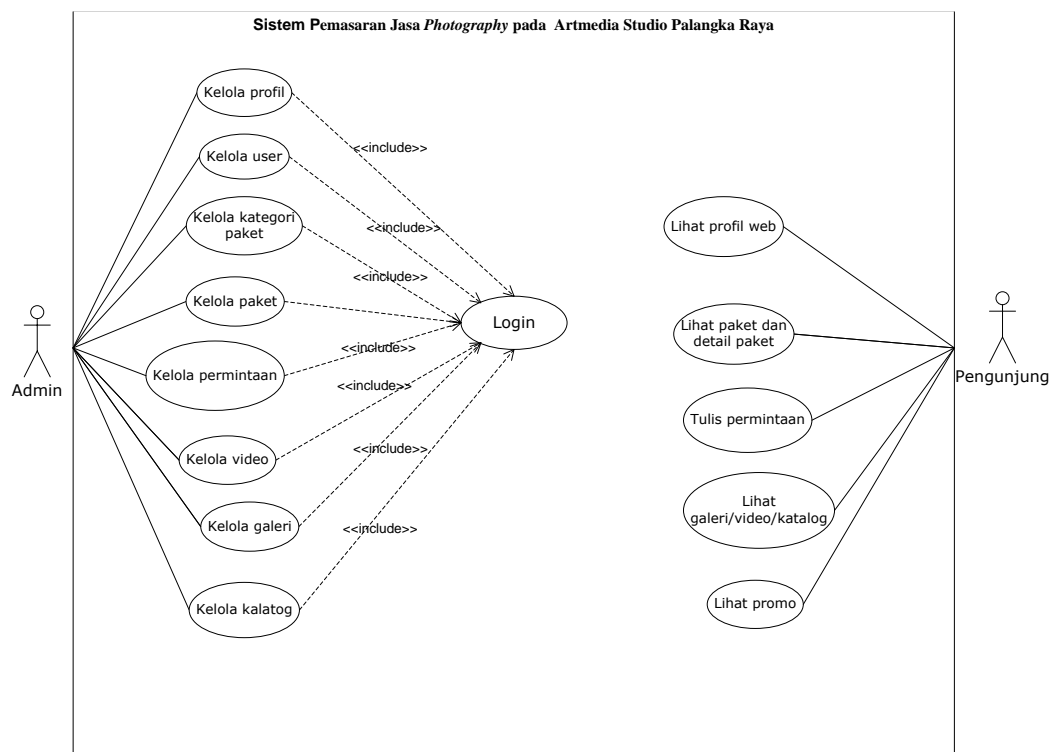 Sistem Pemasaran Jasa Photography pada Artmedia Studio Palangka Raya
Kelola profil
<<include>>
Kelola user
<<include>>
Kelola kategori
paket
<<include>>
Kelola paket
Login
Kelola permintaan
<<include>>
<<include>>
Kelola video
<<include>>
Kelola galeri
<<include>>
Kelola kalatog
Admin
Lihat profil web
Lihat paket dan
detail paket
Tulis permintaan
Lihat
galeri/video/katalog
Lihat promo
Pengunjung